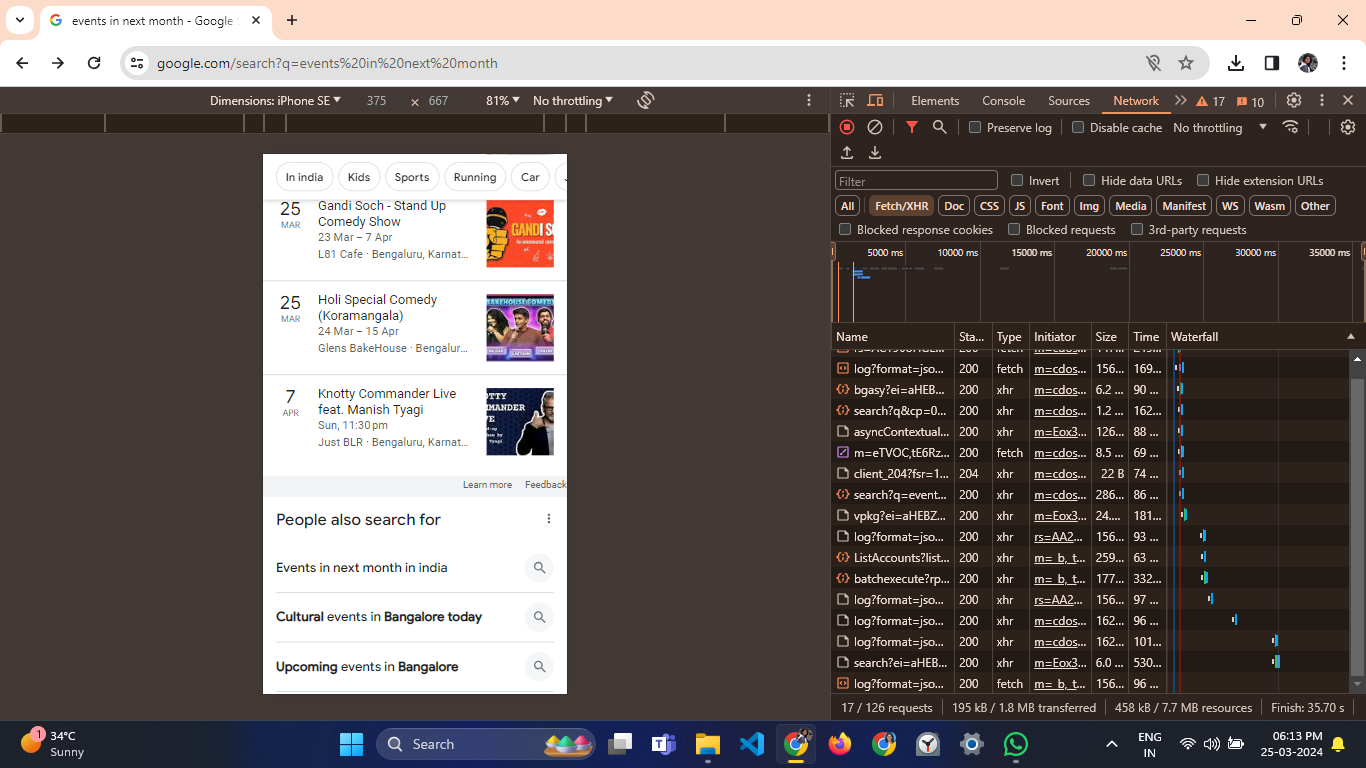 events in next month - Google
google.com/search?q=events%20in%20next%20month
Dimensions: iPhone SE 375 × 667 81% No throttling
Elements Console Sources Network 17 10
Preserve log Disable cache No throttling
Filter Invert Hide data URLs Hide extension URLs
All Fetch/XHR Doc CSS JS Font Img Media Manifest WS Wasm Other
Blocked response cookies Blocked requests 3rd-party requests
5000 ms 10000 ms 15000 ms 20000 ms 25000 ms 30000 ms 35000 ms
Name Sta... Type Initiator Size Time Waterfall
log?format=jso... 200 fetch m=cdos... 156... 169...
bgasy?ei=aHEB... 200 xhr m=cdos... 6.2 ... 90 ...
search?q&cp=0... 200 xhr m=cdos... 1.2 ... 162...
asyncContextual... 200 xhr m=Eox3... 126... 88 ...
m=eTVOC,tE6Rz... 200 fetch m=cdos... 8.5 ... 69 ...
client_204?fsr=1... 204 xhr m=cdos... 22 B 74 ...
search?q=event... 200 xhr m=cdos... 286... 86 ...
vpkg?ei=aHEBZ... 200 xhr m=Eox3... 24.... 181...
log?format=jso... 200 xhr rs=AA2... 156... 93 ...
ListAccounts?list... 200 xhr m=_b,_t... 259... 63 ...
batchexecute?rp... 200 xhr m=_b,_t... 177... 332...
log?format=jso... 200 xhr rs=AA2... 156... 97 ...
log?format=jso... 200 xhr m=cdos... 162... 96 ...
log?format=jso... 200 xhr m=cdos... 162... 101...
search?ei=aHEB... 200 xhr m=Eox3... 6.0 ... 530...
log?format=jso... 200 fetch m=_b,_t... 156... 96 ...
17 / 126 requests 195 kB / 1.8 MB transferred 458 kB / 7.7 MB resources Finish: 35.70 s
In india Kids Sports Running Car
25 MAR
Gandi Soch - Stand Up
Comedy Show
23 Mar – 7 Apr
L81 Cafe · Bengaluru, Karnat...
25 MAR
Holi Special Comedy
(Koramangala)
24 Mar – 15 Apr
Glens BakeHouse · Bengalur...
BAKEHOUSE COMEDY
7 APR
Knotty Commander Live
feat. Manish Tyagi
Sun, 11:30 pm
Just BLR · Bengaluru, Karnat...
Learn more Feedback
People also search for
Events in next month in india
Cultural events in Bangalore today
Upcoming events in Bangalore
1
34°C
Sunny
Search
ENG
IN
06:13 PM
25-03-2024